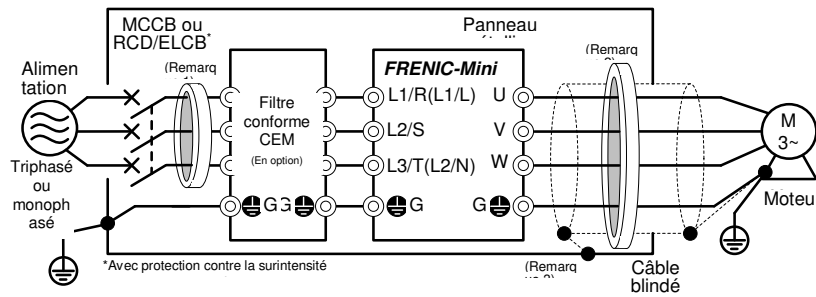 MCCB ou
RCD/ELCB*
Panneau
(Remarq
(Remarq
Alimen
tation
FRENIC-Mini
L1/R(L1/L)
U
Filtre
conforme
CEM
(En option)
L2/S
V
M
3~
L3/T(L2/N)
W
Triphasé
ou
monoph
asé
G
G
G
G
Moteu
*Avec protection contre la surintensité
(Remarq
Câble
blindé